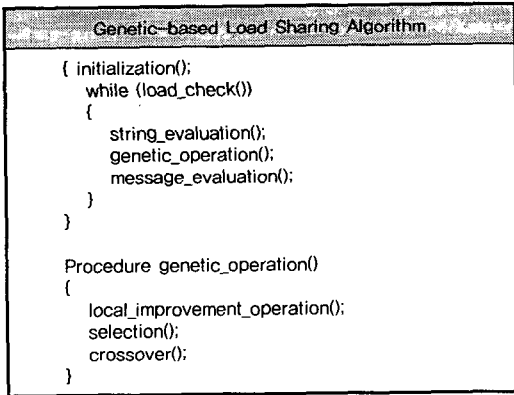 Genetic-based Load Sharing Algorithm
{ initialization();
while (load_check())
{
string_evaluation();
genetic_operation();
message_evaluation();
}
}
Procedure genetic_operation()
{
local_improvement_operation();
selection();
crossover();
}